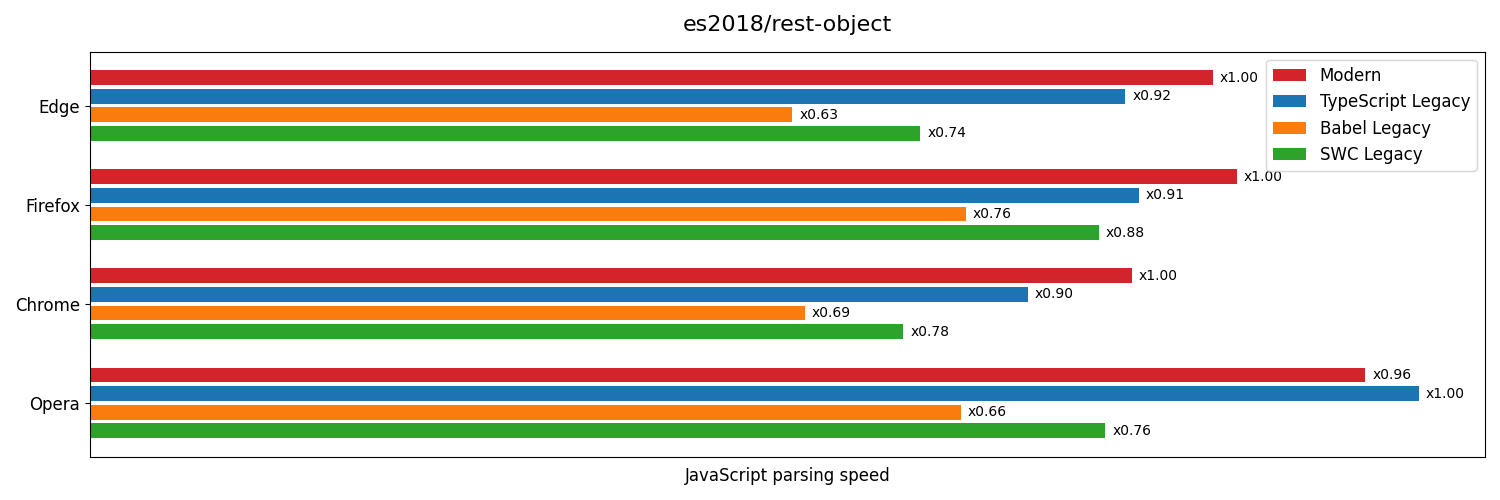 es2018/rest-object
Edge
x1.00
x0.92
x0.63
x0.74
Modern
TypeScript Legacy
Babel Legacy
SWC Legacy
Firefox
x1.00
x0.91
x0.76
x0.88
Chrome
x1.00
x0.90
x0.69
x0.78
Opera
x0.96
x1.00
x0.66
x0.76
JavaScript parsing speed